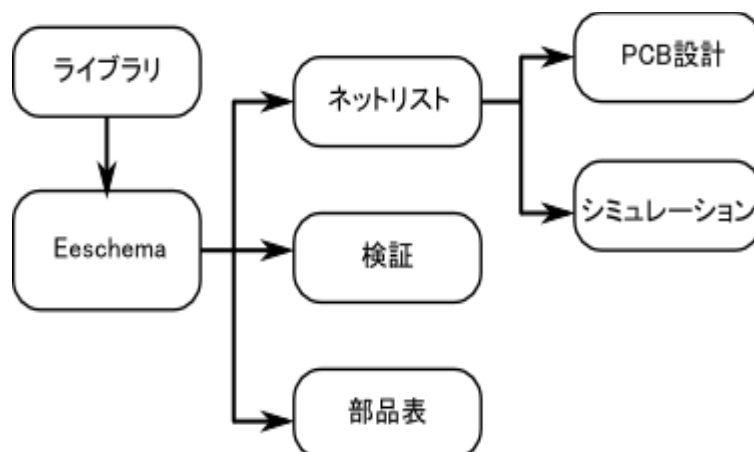 ライブラリ
Eeschema
ネットリスト
検証
部品表
PCB設計
シミュレーション